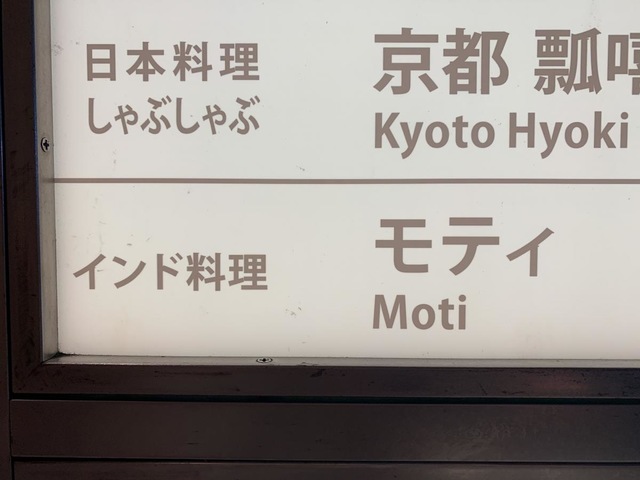 日本料理
しゃぶしゃぶ
京都 瓢嘻
Kyoto Hyoki
インド料理
モティ
Moti